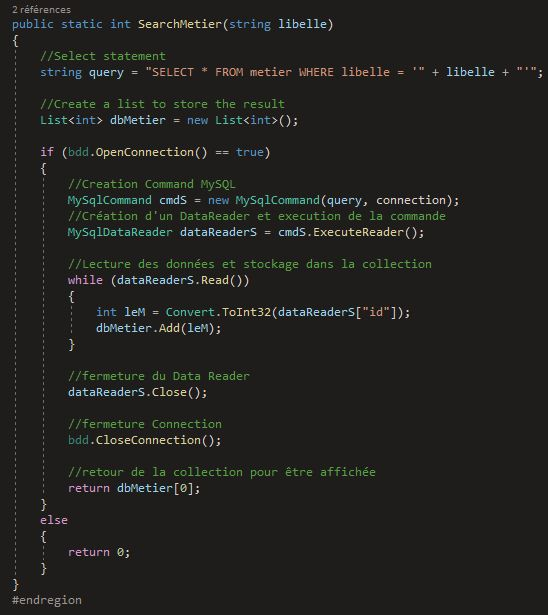 2 références
public static int SearchMetier(string libelle)
{
//Select statement
string query = "SELECT * FROM metier WHERE libelle = '" + libelle + "'";
//Create a list to store the result
List<int> dbMetier = new List<int>();
if (bdd.OpenConnection() == true)
{
//Creation Command MySQL
MySqlCommand cmdS = new MySqlCommand(query, connection);
//Création d'un DataReader et execution de la commande
MySqlDataReader dataReaderS = cmdS.ExecuteReader();
//Lecture des données et stockage dans la collection
while (dataReaderS.Read())
{
int leM = Convert.ToInt32(dataReaderS["id"]);
dbMetier.Add(leM);
}
//fermeture du Data Reader
dataReaderS.Close();
//fermeture Connection
bdd.CloseConnection();
//retour de la collection pour être affichée
return dbMetier[0];
}
else
{
return 0;
}
}
#endregion